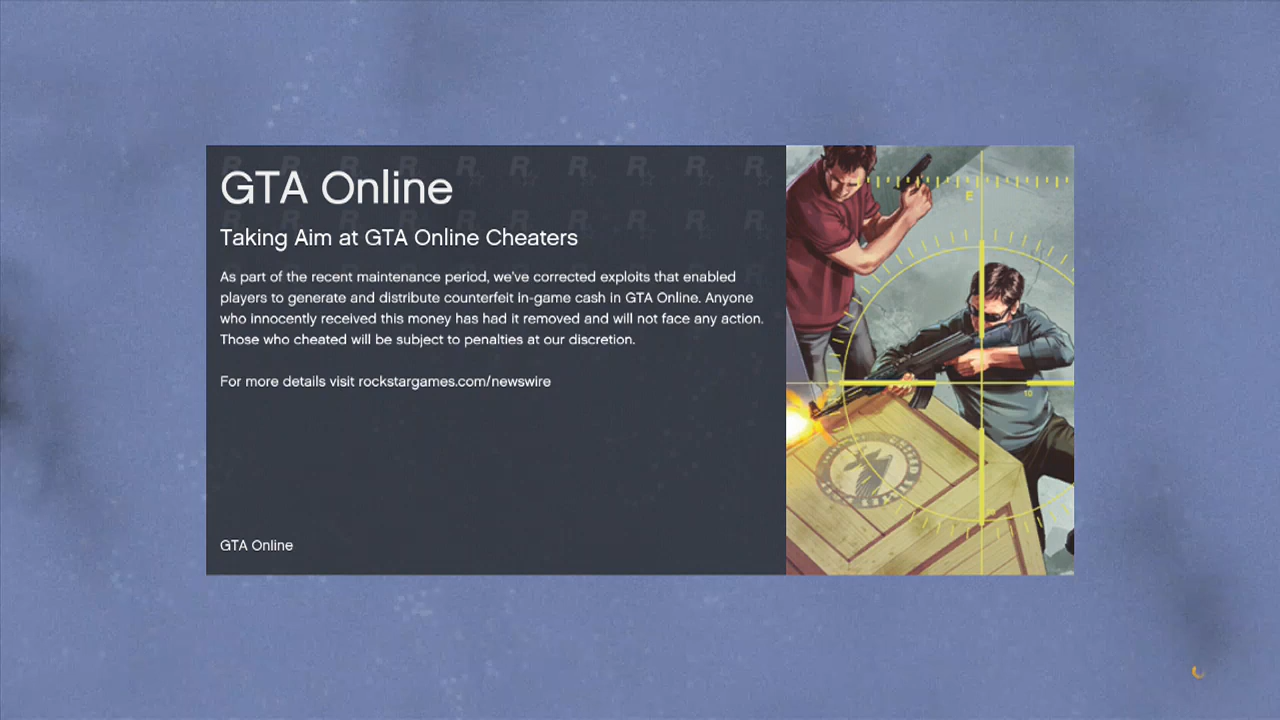 GTA Online
Taking Aim at GTA Online Cheaters
As part of the recent maintenance period, we've corrected exploits that enabled
players to generate and distribute counterfeit in-game cash in GTA Online. Anyone
who innocently received this money has had it removed and will not face any action.
Those who cheated will be subject to penalties at our discretion.
For more details visit rockstargames.com/newswire
GTA Online
E
10